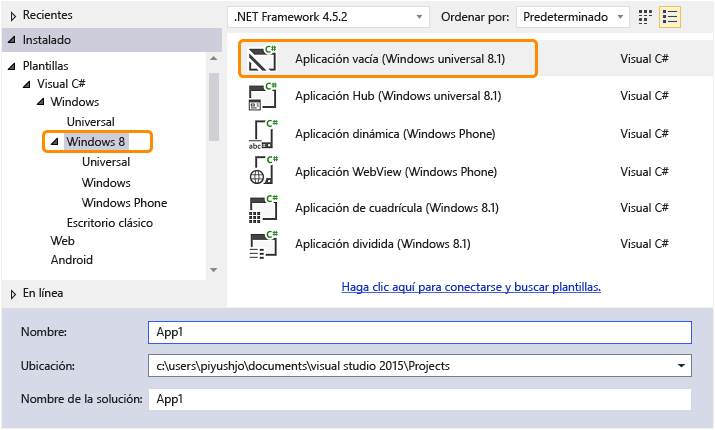 Recientes
.NET Framework 4.5.2
Ordenar por:
Predeterminado
Instalado
Plantillas
Visual C#
Windows
Universal
Windows 8
Universal
Windows
Windows Phone
Escritorio clásico
Web
Android
En línea
C#
Aplicación vacía (Windows universal 8.1)
Visual C#
C#
Aplicación Hub (Windows universal 8.1)
Visual C#
C#
abc
Aplicación dinámica (Windows Phone)
Visual C#
C#
Aplicación WebView (Windows Phone)
Visual C#
C#
Aplicación de cuadrícula (Windows 8.1)
Visual C#
C#
Aplicación dividida (Windows 8.1)
Visual C#
Haga clic aquí para conectarse y buscar plantillas.
Nombre:
App1
Ubicación:
c:\users\piyushjo\documents\visual studio 2015\Projects
Nombre de la solución:
App1